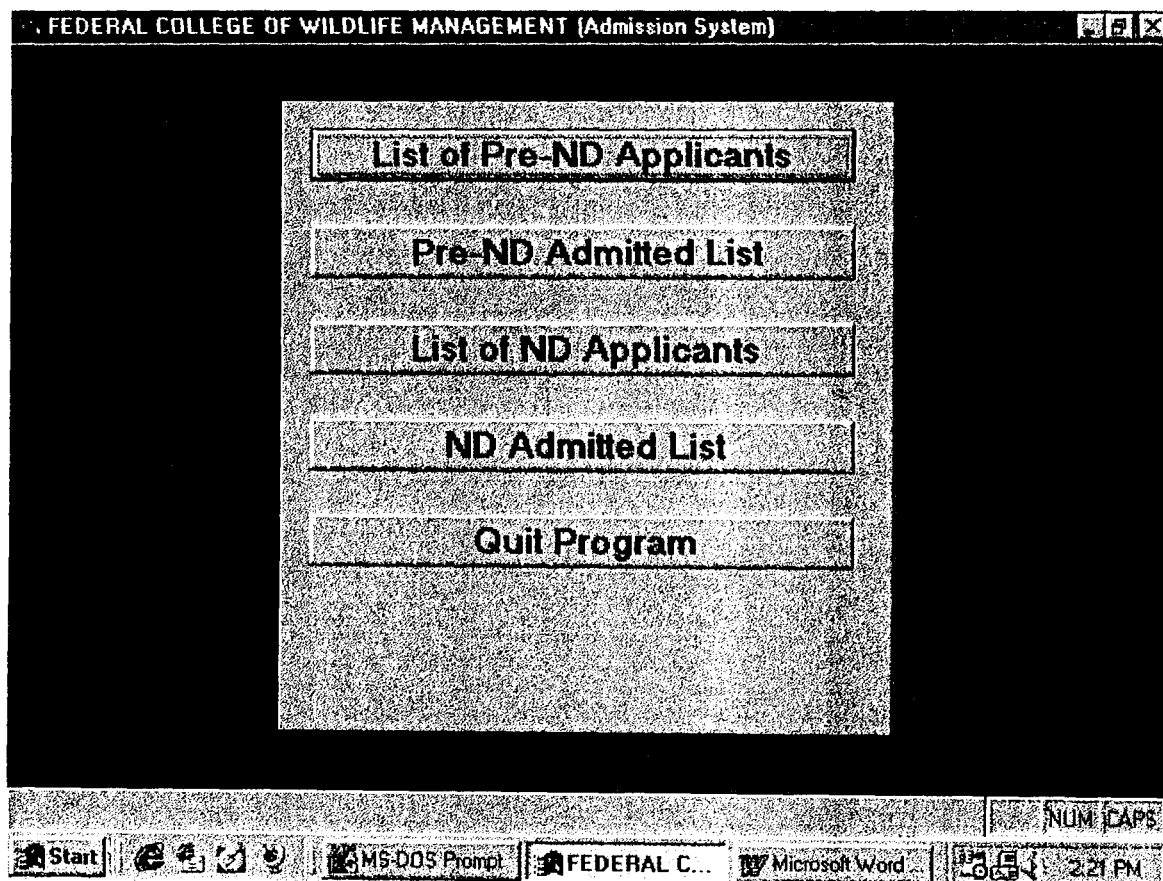 FEDERAL COLLEGE OF WILDLIFE MANAGEMENT (Admission System)
List of Pre-ND Applicants
Pre-ND Admitted List
List of ND Applicants
ND Admitted List
Quit Program
NUM CAPS
Start MS-DOS Prompt FEDERAL C... Microsoft Word 2:21 PM